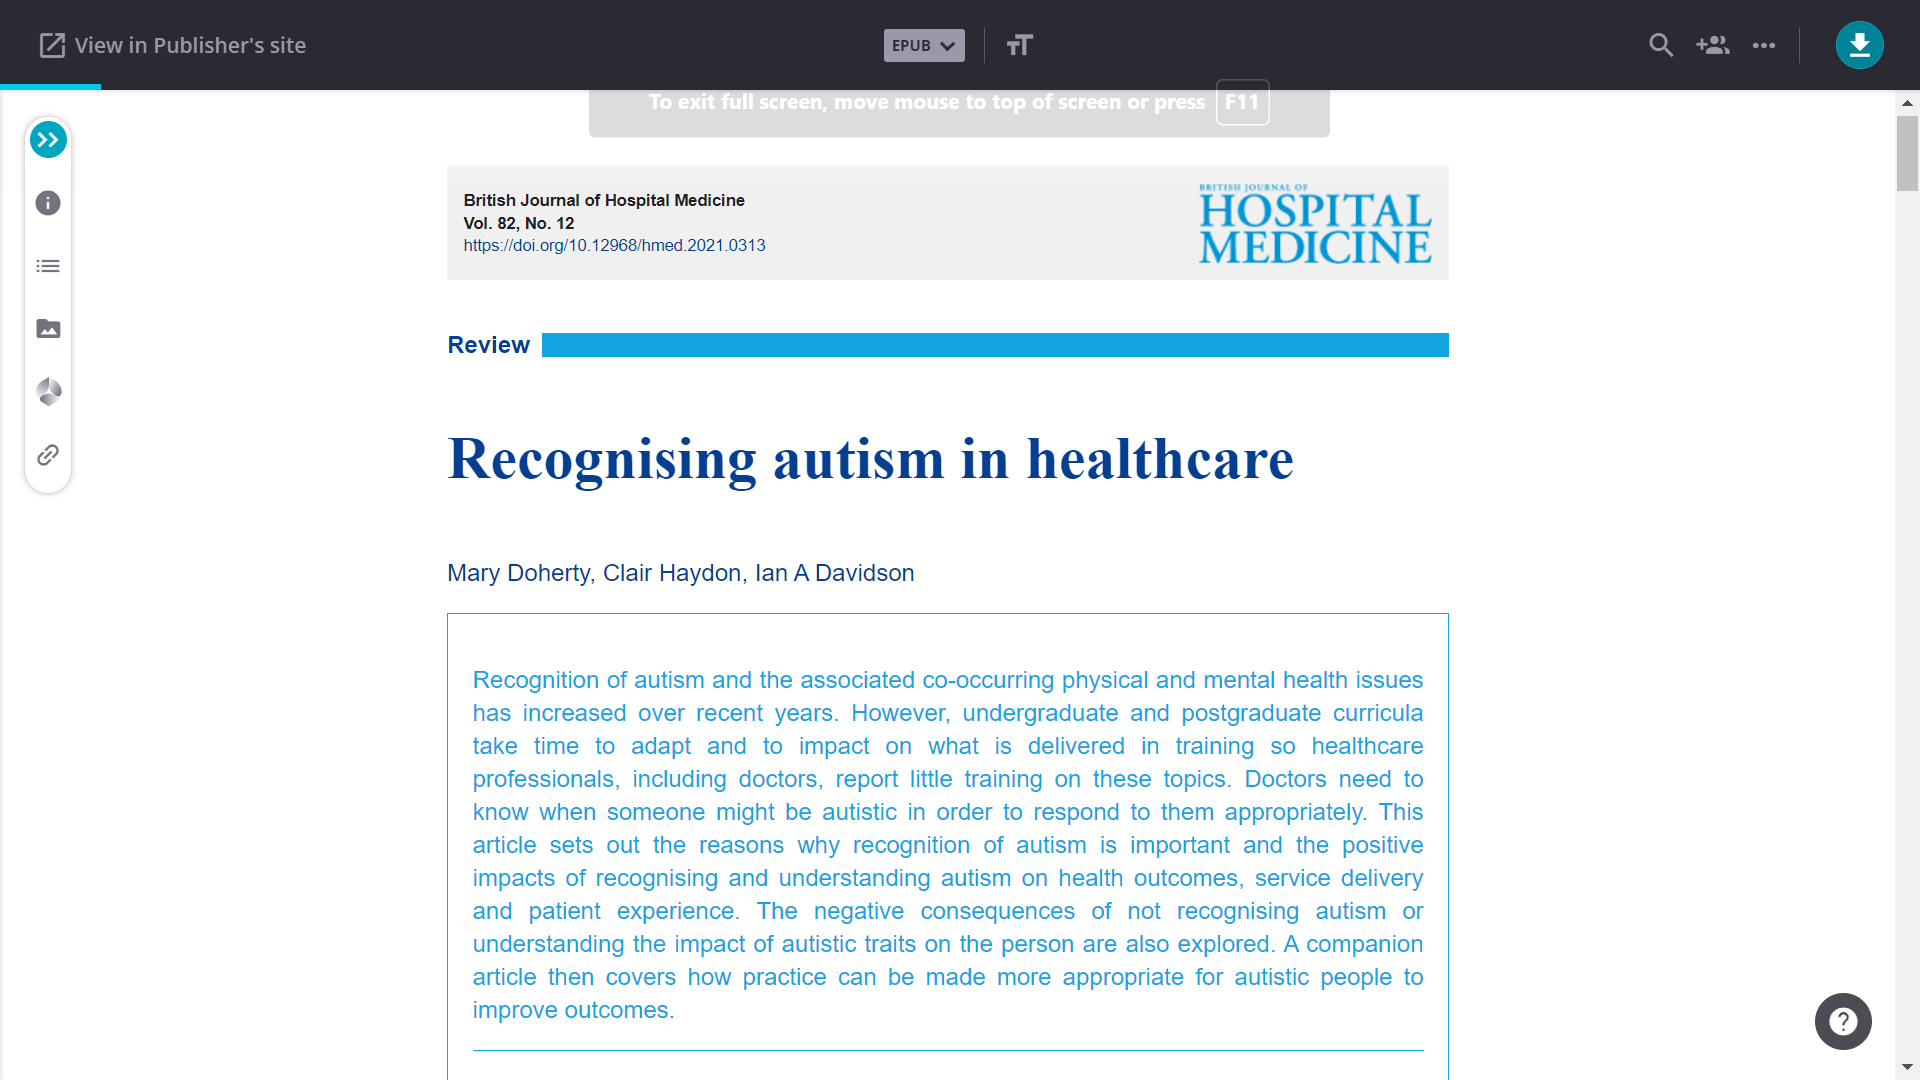 View in Publisher's site
EPUB
To exit full screen, move mouse to top of screen or press F11
British Journal of Hospital Medicine
Vol. 82, No. 12
https://doi.org/10.12968/hmed.2021.0313
BRITISH JOURNAL OF
HOSPITAL
MEDICINE
Review
Recognising autism in healthcare
Mary Doherty, Clair Haydon, Ian A Davidson
Recognition of autism and the associated co-occurring physical and mental health issues
has increased over recent years. However, undergraduate and postgraduate curricula
take time to adapt and to impact on what is delivered in training so healthcare
professionals, including doctors, report little training on these topics. Doctors need to
know when someone might be autistic in order to respond to them appropriately. This
article sets out the reasons why recognition of autism is important and the positive
impacts of recognising and understanding autism on health outcomes, service delivery
and patient experience. The negative consequences of not recognising autism or
understanding the impact of autistic traits on the person are also explored. A companion
article then covers how practice can be made more appropriate for autistic people to
improve outcomes.